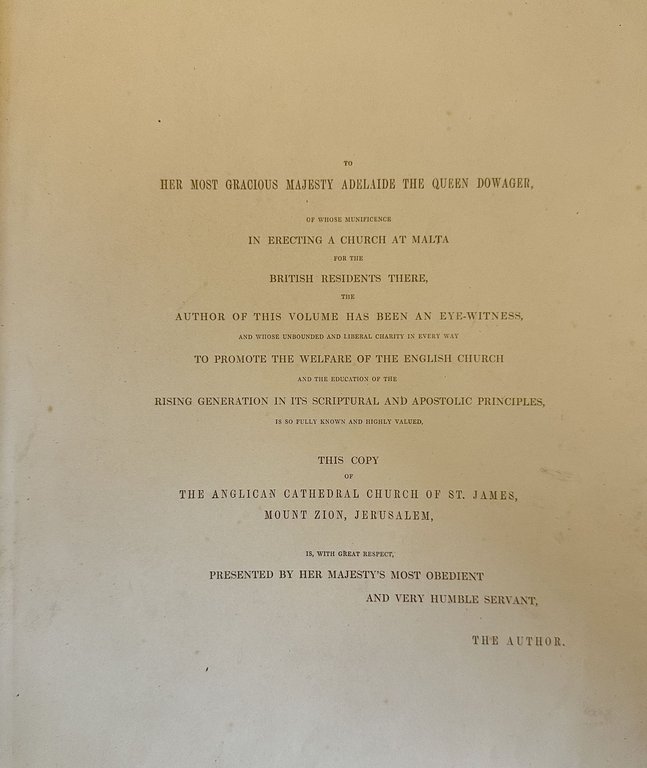 TO
HER MOST GRACIOUS MAJESTY ADELAIDE THE QUEEN DOWAGER,
OF WHOSE MUNIFICENCE
IN ERECTING A CHURCH AT MALTA
FOR THE
BRITISH RESIDENTS THERE,
THE
AUTHOR OF THIS VOLUME HAS BEEN AN EYE-WITNESS,
AND WHOSE UNBOUNDED AND LIBERAL CHARITY IN EVERY WAY
TO PROMOTE THE WELFARE OF THE ENGLISH CHURCH
AND THE EDUCATION OF THE
RISING GENERATION IN ITS SCRIPTURAL AND APOSTOLIC PRINCIPLES,
IS SO FULLY KNOWN AND HIGHLY VALUED,
THIS COPY
OF
THE ANGLICAN CATHEDRAL CHURCH OF ST. JAMES,
MOUNT ZION, JERUSALEM,
IS, WITH GREAT RESPECT,
PRESENTED BY HER MAJESTY'S MOST OBEDIENT
AND VERY HUMBLE SERVANT,
THE AUTHOR.